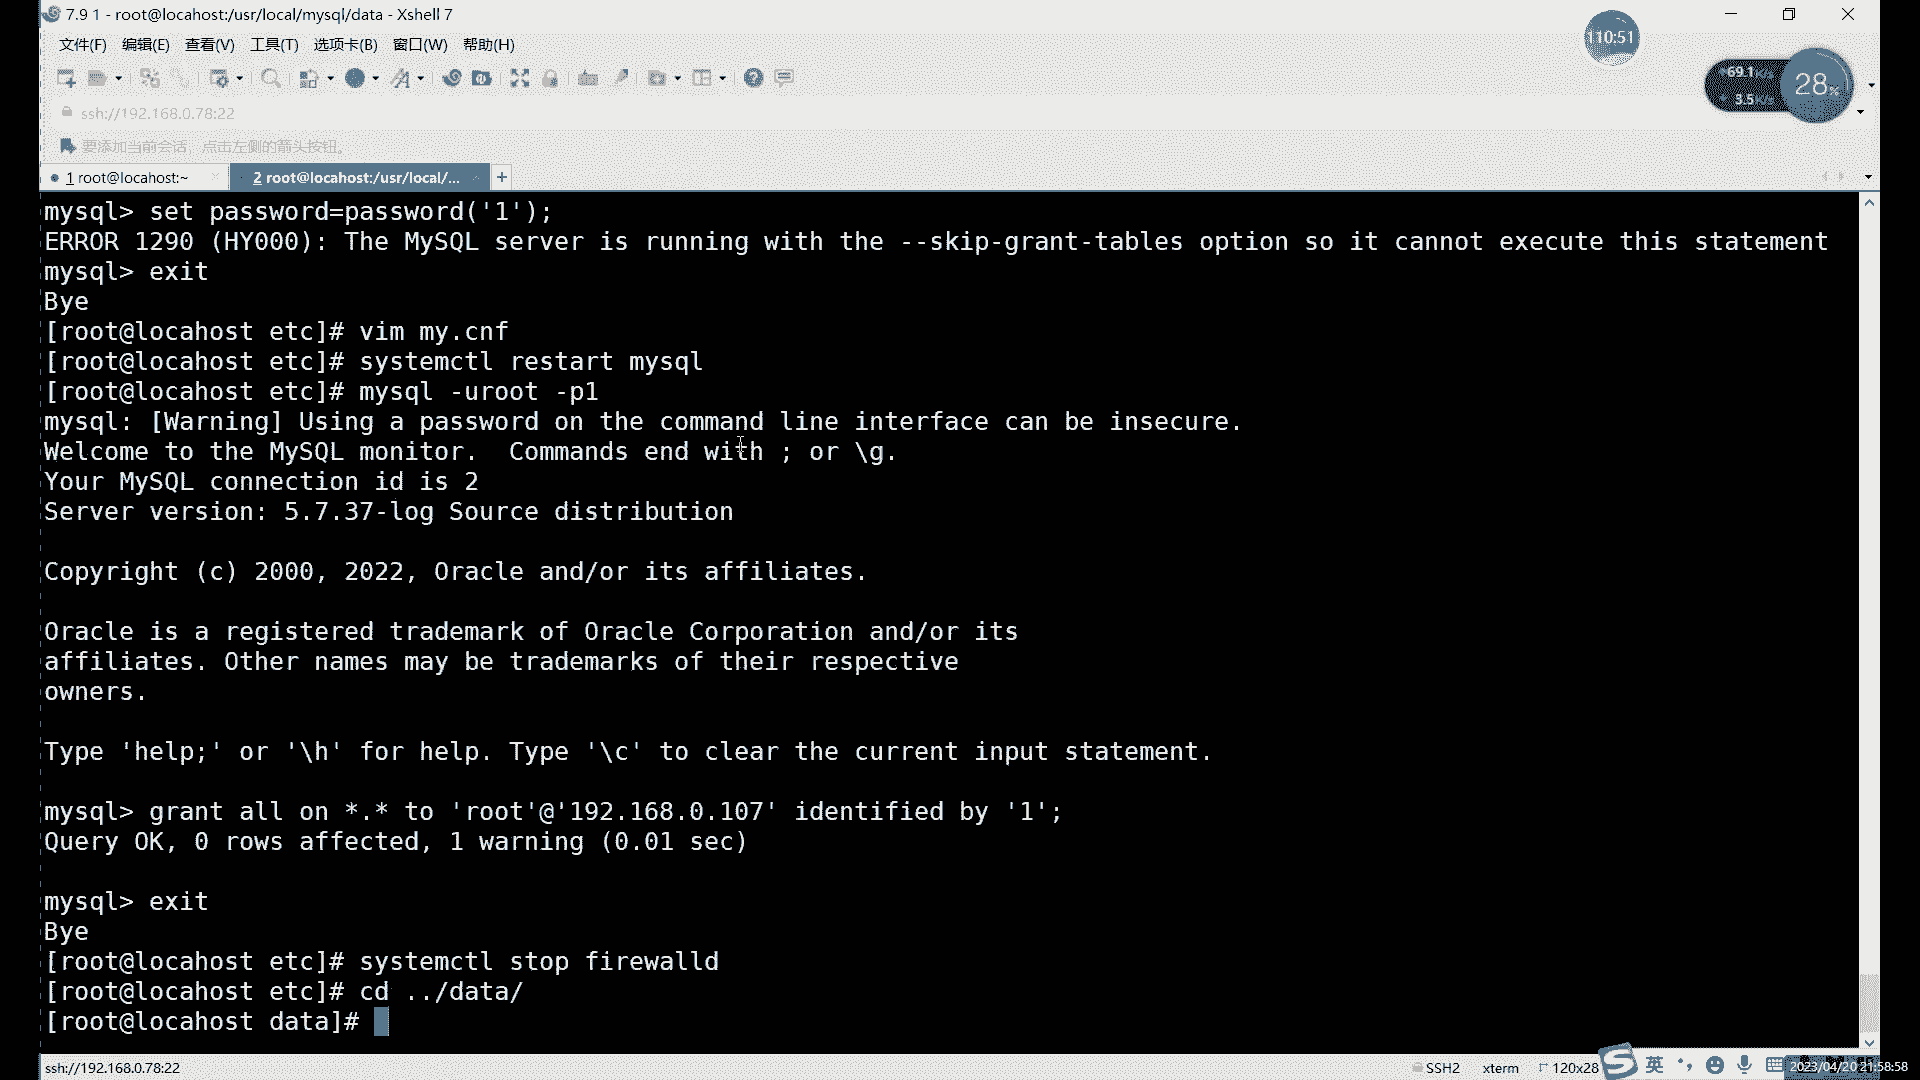 7.9 1 - root@locahost:/usr/local/mysql/data - Xshell 7
110:51
文件(F) 编辑(E) 查看(V) 工具(T) 选项卡(B) 窗口(W) 帮助(H)
69.1K/s
3.5K/s
28%
ssh://192.168.0.78:22
要添加当前会话，点击左侧的箭头按钮。
1 root@locahost:~
2 root@locahost:/usr/local/...
mysql> set password=password('1');
ERROR 1290 (HY000): The MySQL server is running with the --skip-grant-tables option so it cannot execute this statement
mysql> exit
Bye
[root@locahost etc]# vim my.cnf
[root@locahost etc]# systemctl restart mysql
[root@locahost etc]# mysql -uroot -p1
mysql: [Warning] Using a password on the command line interface can be insecure.
Welcome to the MySQL monitor.  Commands end with ; or \g.
Your MySQL connection id is 2
Server version: 5.7.37-log Source distribution
Copyright (c) 2000, 2022, Oracle and/or its affiliates.
Oracle is a registered trademark of Oracle Corporation and/or its
affiliates. Other names may be trademarks of their respective
owners.
Type 'help;' or '\h' for help. Type '\c' to clear the current input statement.
mysql> grant all on *.* to 'root'@'192.168.0.107' identified by '1';
Query OK, 0 rows affected, 1 warning (0.01 sec)
mysql> exit
Bye
[root@locahost etc]# systemctl stop firewalld
[root@locahost etc]# cd ../data/
[root@locahost data]#
ssh://192.168.0.78:22
SSH2 xterm 120x28
英
2023/04/20 21:58:58